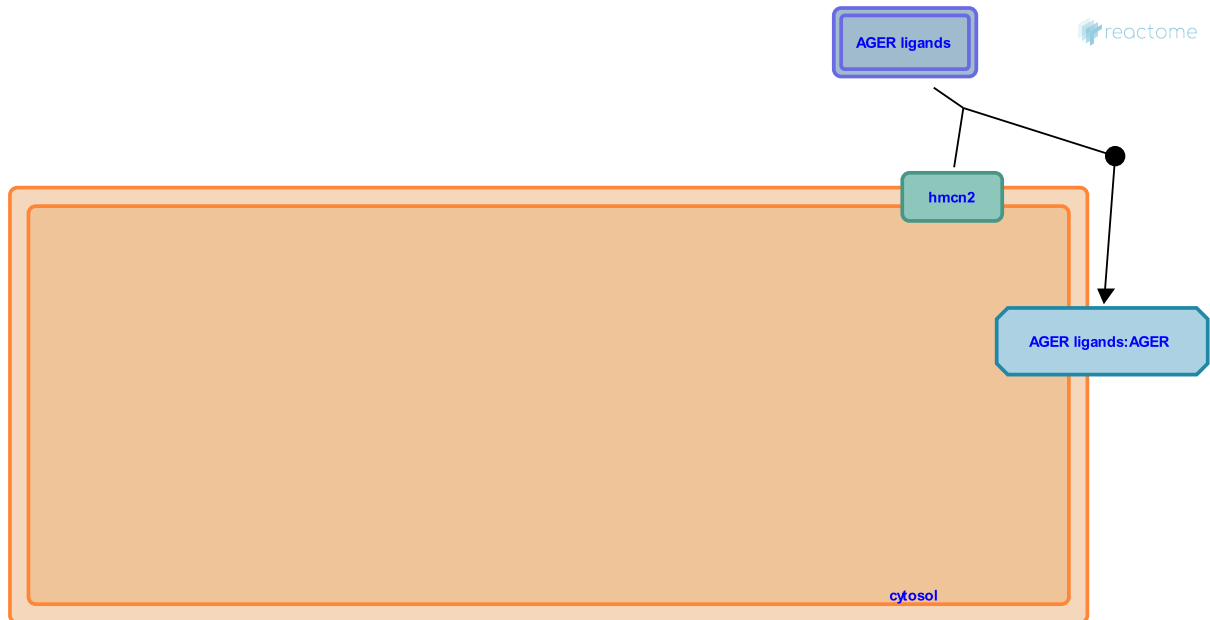 AGER ligands
reactome
hmcn2
AGER ligands:AGER
cytosol